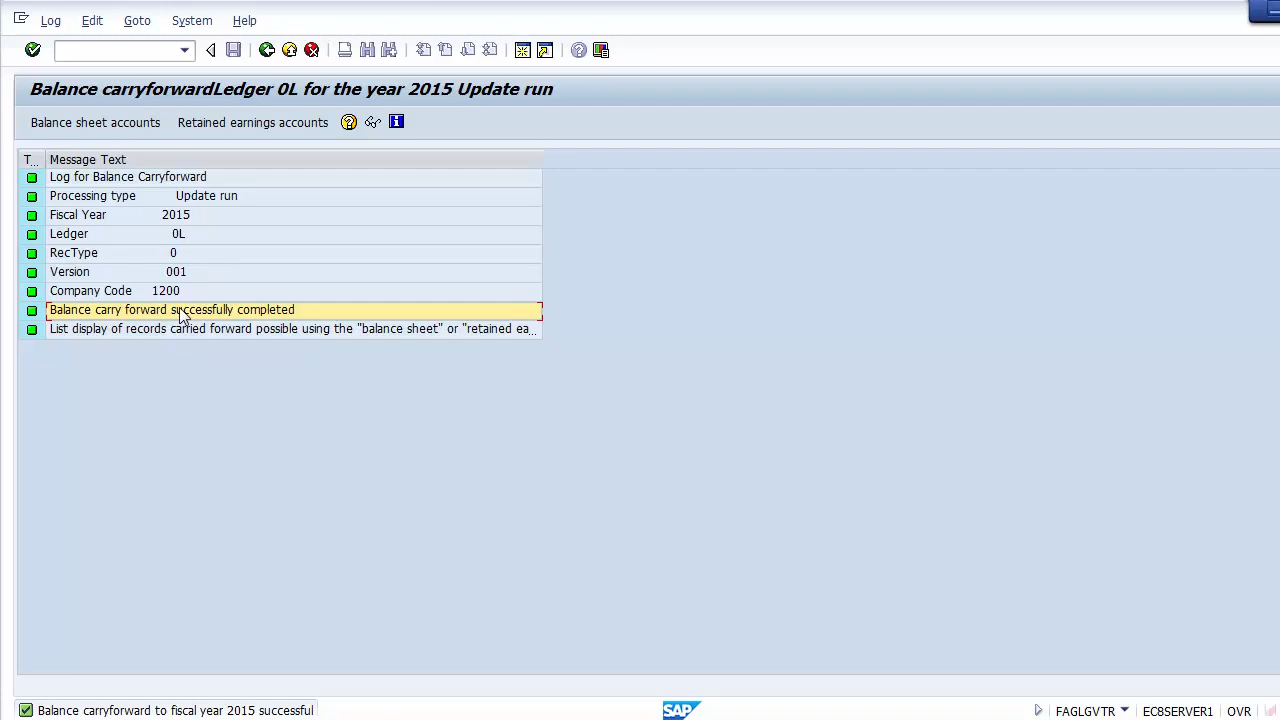 Log Edit Goto System Help
Balance carryforwardLedger 0L for the year 2015 Update run
Balance sheet accounts Retained earnings accounts
T... Message Text
Log for Balance Carryforward
Processing type Update run
Fiscal Year 2015
Ledger 0L
RecType 0
Version 001
Company Code 1200
Balance carry forward successfully completed
List display of records carried forward possible using the "balance sheet" or "retained ea...
Balance carryforward to fiscal year 2015 successful SAP FAGLGVTR EC8SERVER1 OVR